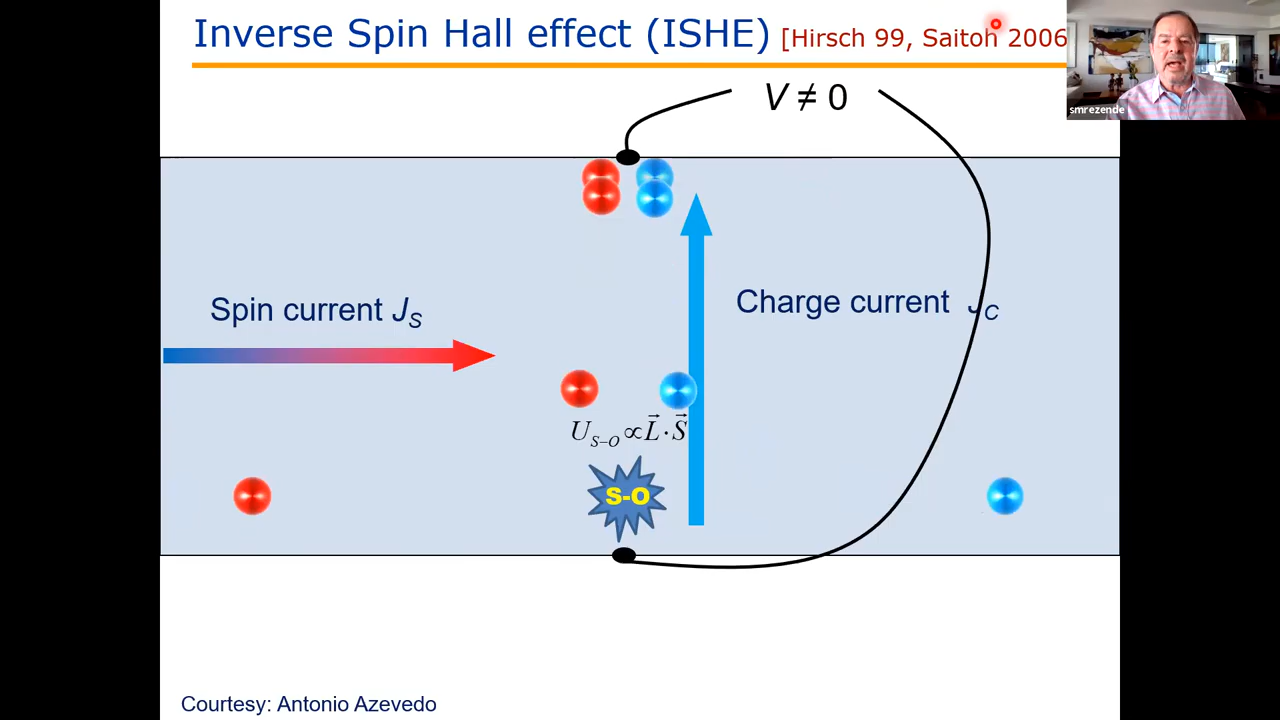 Inverse Spin Hall effect (ISHE) [Hirsch 99, Saitoh 2006
smrezende
V ≠ 0
Spin current J_S
Charge current J_C
U_{S–O} ∝ L⃗ · S⃗
S-O
Courtesy: Antonio Azevedo